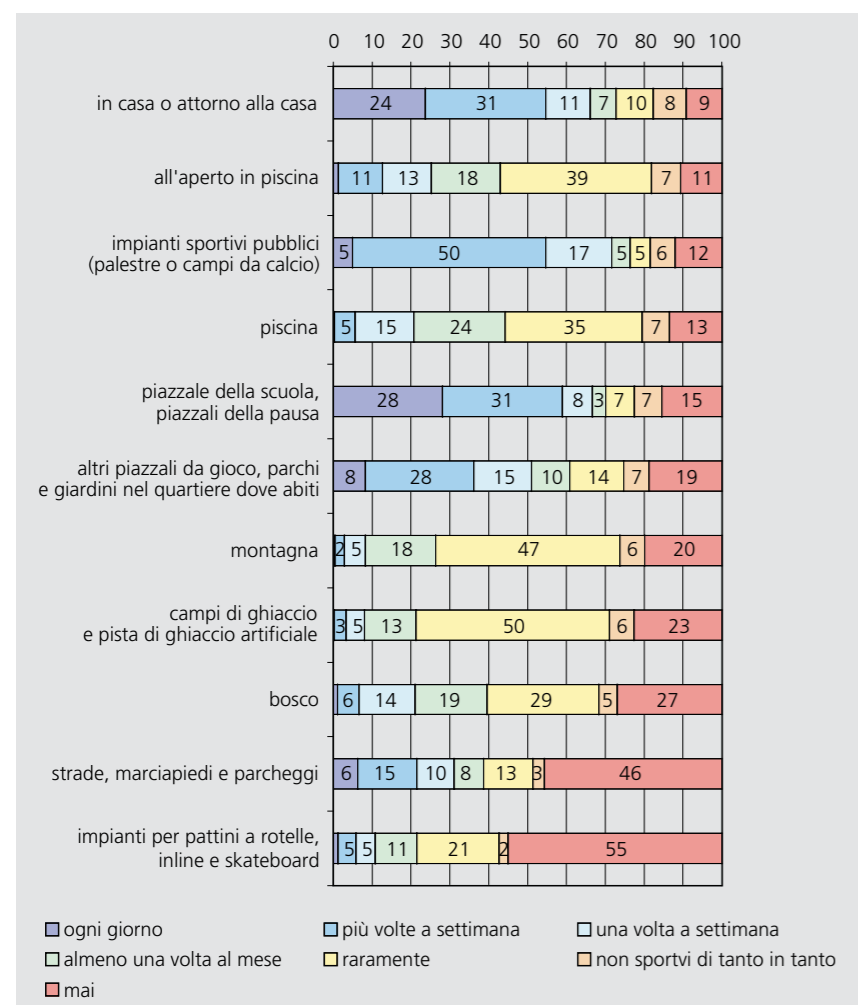 0 10 20 30 40 50 60 70 80 90 100
in casa o attorno alla casa 24 31 11 7 10 8 9
all'aperto in piscina 11 13 18 39 7 11
impianti sportivi pubblici
(palestre o campi da calcio) 5 50 17 5 5 6 12
piscina 5 15 24 35 7 13
piazzale della scuola,
piazzali della pausa 28 31 8 3 7 7 15
altri piazzali da gioco, parchi
e giardini nel quartiere dove abiti 8 28 15 10 14 7 19
montagna 2 5 18 47 6 20
campi di ghiaccio
e pista di ghiaccio artificiale 3 5 13 50 6 23
bosco 6 14 19 29 5 27
strade, marciapiedi e parcheggi 6 15 10 8 13 3 46
impianti per pattini a rotelle,
inline e skateboard 5 5 11 21 2 55
ogni giorno più volte a settimana una volta a settimana
almeno una volta al mese raramente non sportvi di tanto in tanto
mai